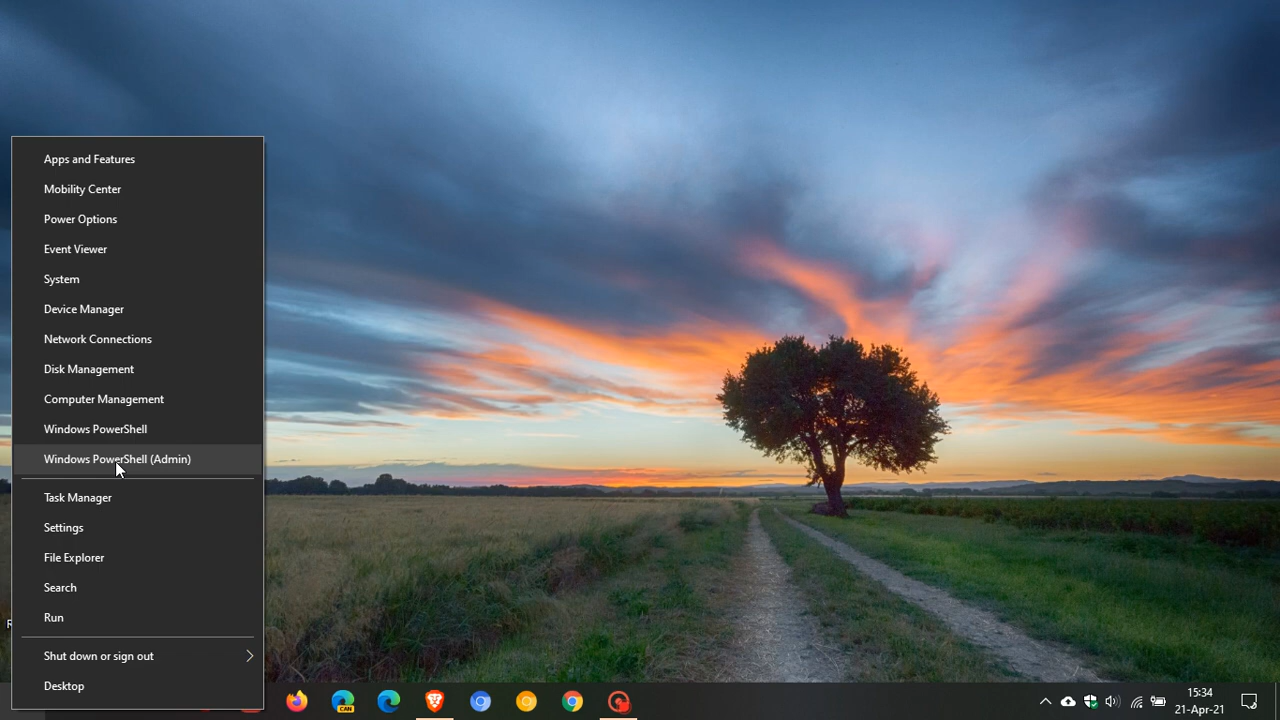 Apps and Features
Mobility Center
Power Options
Event Viewer
System
Device Manager
Network Connections
Disk Management
Computer Management
Windows PowerShell
Windows PowerShell (Admin)
Task Manager
Settings
File Explorer
Search
Run
Shut down or sign out
Desktop
CAN
15:34
21-Apr-21